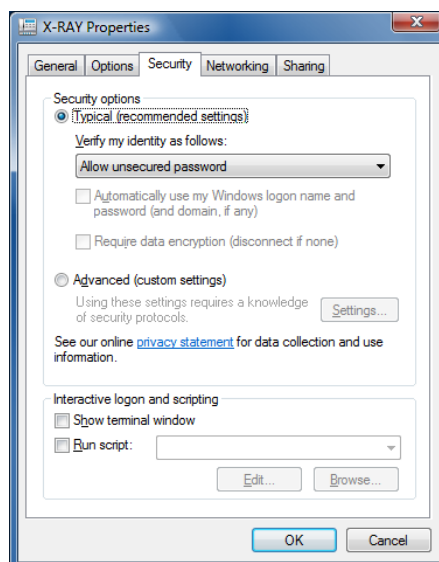 X-RAY Properties
General Options Security Networking Sharing
Security options
Typical (recommended settings)
Verify my identity as follows:
Allow unsecured password
Automatically use my Windows logon name and
password (and domain, if any)
Require data encryption (disconnect if none)
Advanced (custom settings)
Using these settings requires a knowledge
of security protocols.
Settings...
See our online privacy statement for data collection and use
information.
Interactive logon and scripting
Show terminal window
Run script:
Edit... Browse...
OK Cancel